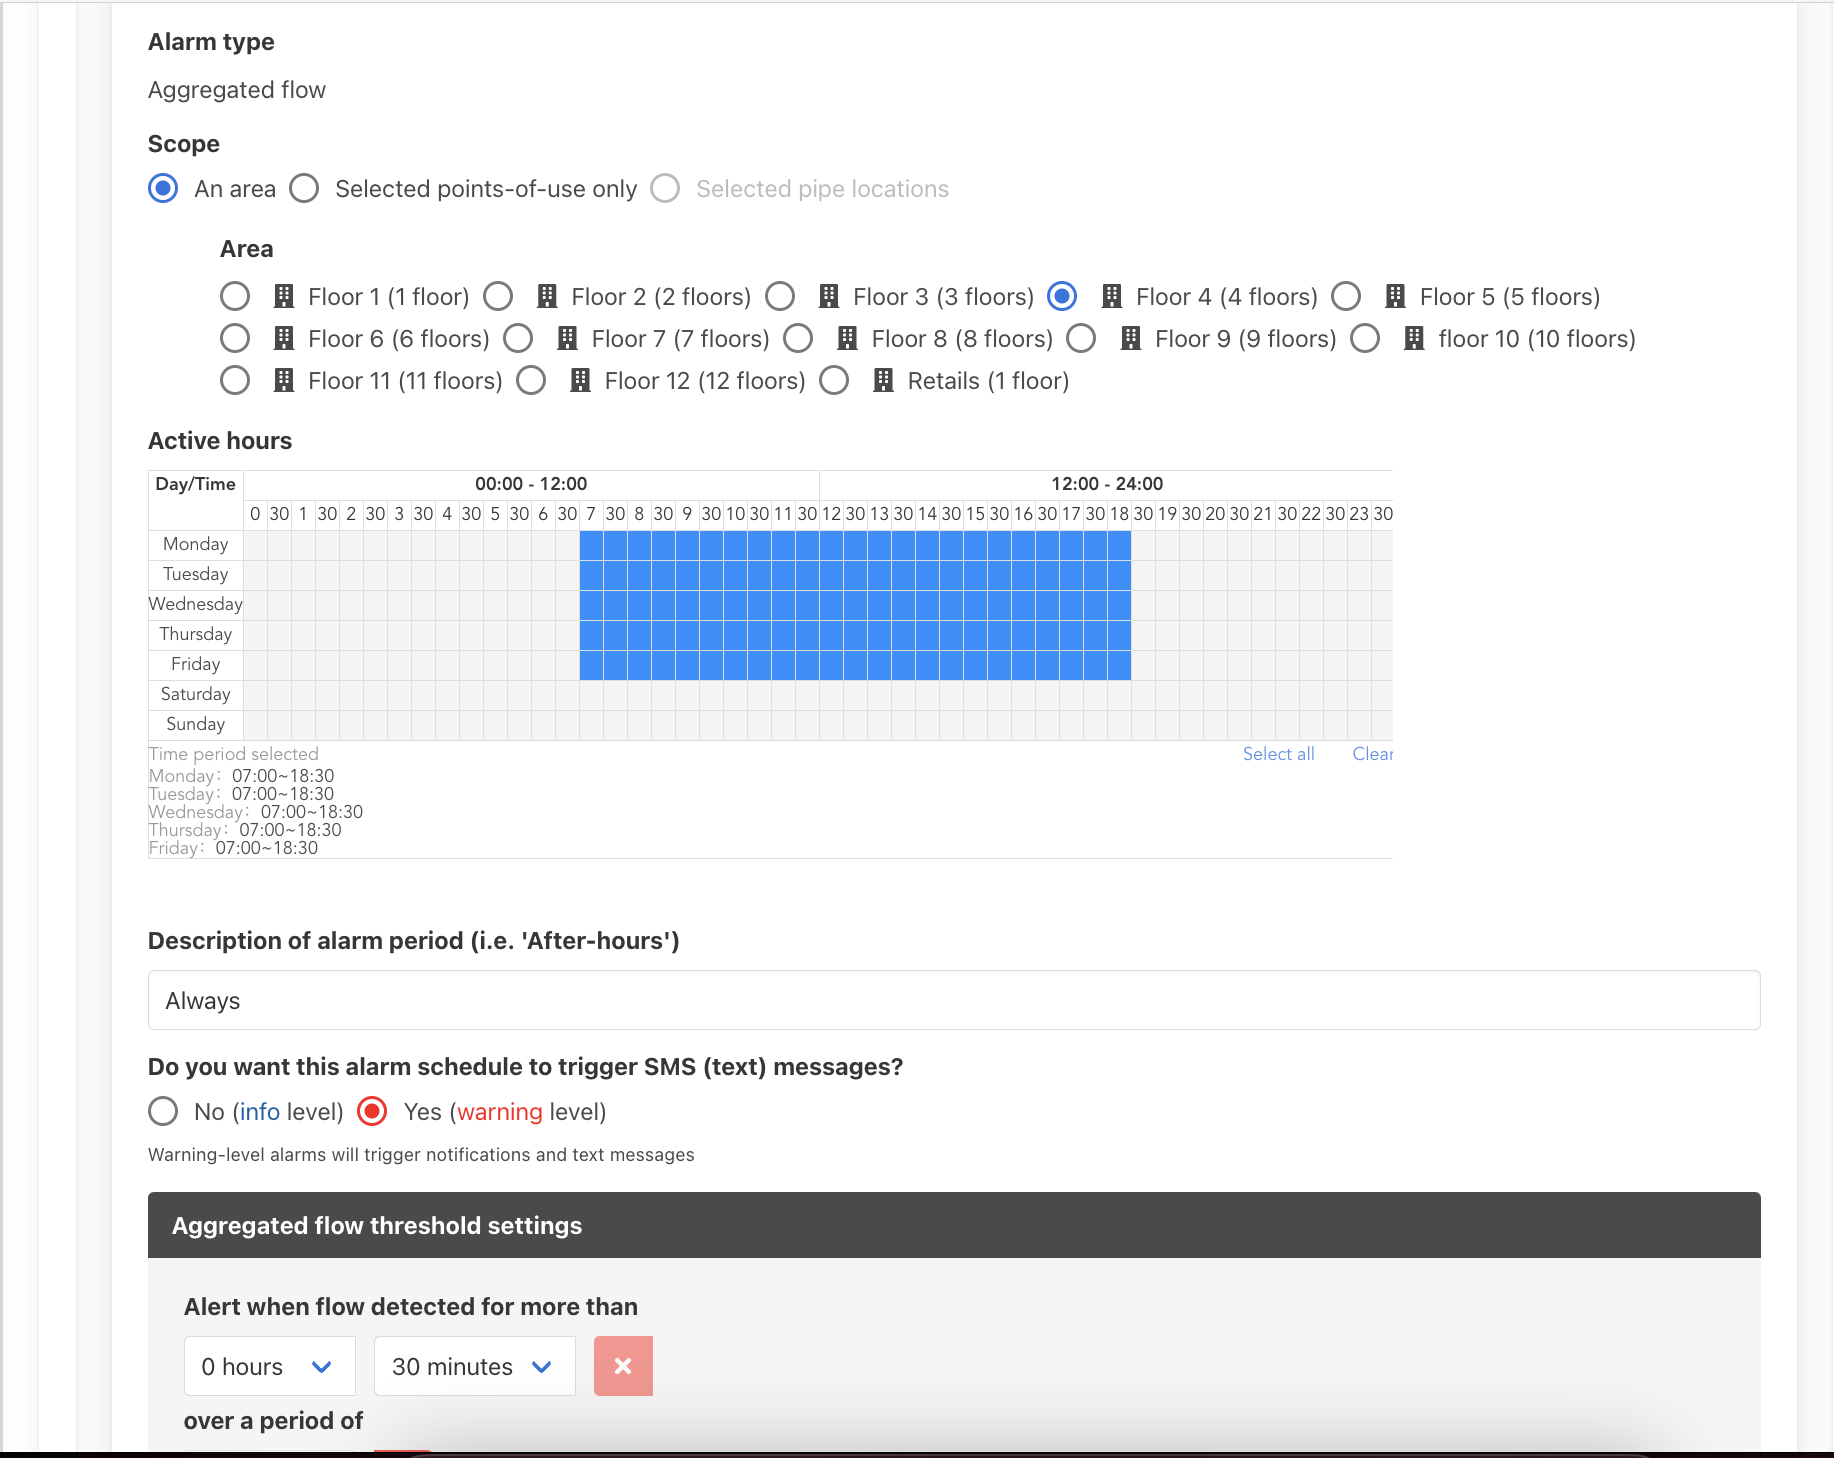 Alarm type
Aggregated flow
Scope
An area Selected points-of-use only Selected pipe locations
Area
Floor 1 (1 floor) Floor 2 (2 floors) Floor 3 (3 floors) Floor 4 (4 floors) Floor 5 (5 floors)
Floor 6 (6 floors) Floor 7 (7 floors) Floor 8 (8 floors) Floor 9 (9 floors) floor 10 (10 floors)
Floor 11 (11 floors) Floor 12 (12 floors) Retails (1 floor)
Active hours
Day/Time 00:00 - 12:00 12:00 - 24:00
0 30 1 30 2 30 3 30 4 30 5 30 6 30 7 30 8 30 9 30 10 30 11 30 12 30 13 30 14 30 15 30 16 30 17 30 18 30 19 30 20 30 21 30 22 30 23 30
Monday
Tuesday
Wednesday
Thursday
Friday
Saturday
Sunday
Time period selected Select all Clear
Monday: 07:00~18:30
Tuesday: 07:00~18:30
Wednesday: 07:00~18:30
Thursday: 07:00~18:30
Friday: 07:00~18:30
Description of alarm period (i.e. 'After-hours')
Always
Do you want this alarm schedule to trigger SMS (text) messages?
No (info level) Yes (warning level)
Warning-level alarms will trigger notifications and text messages
Aggregated flow threshold settings
Alert when flow detected for more than
0 hours 30 minutes
over a period of